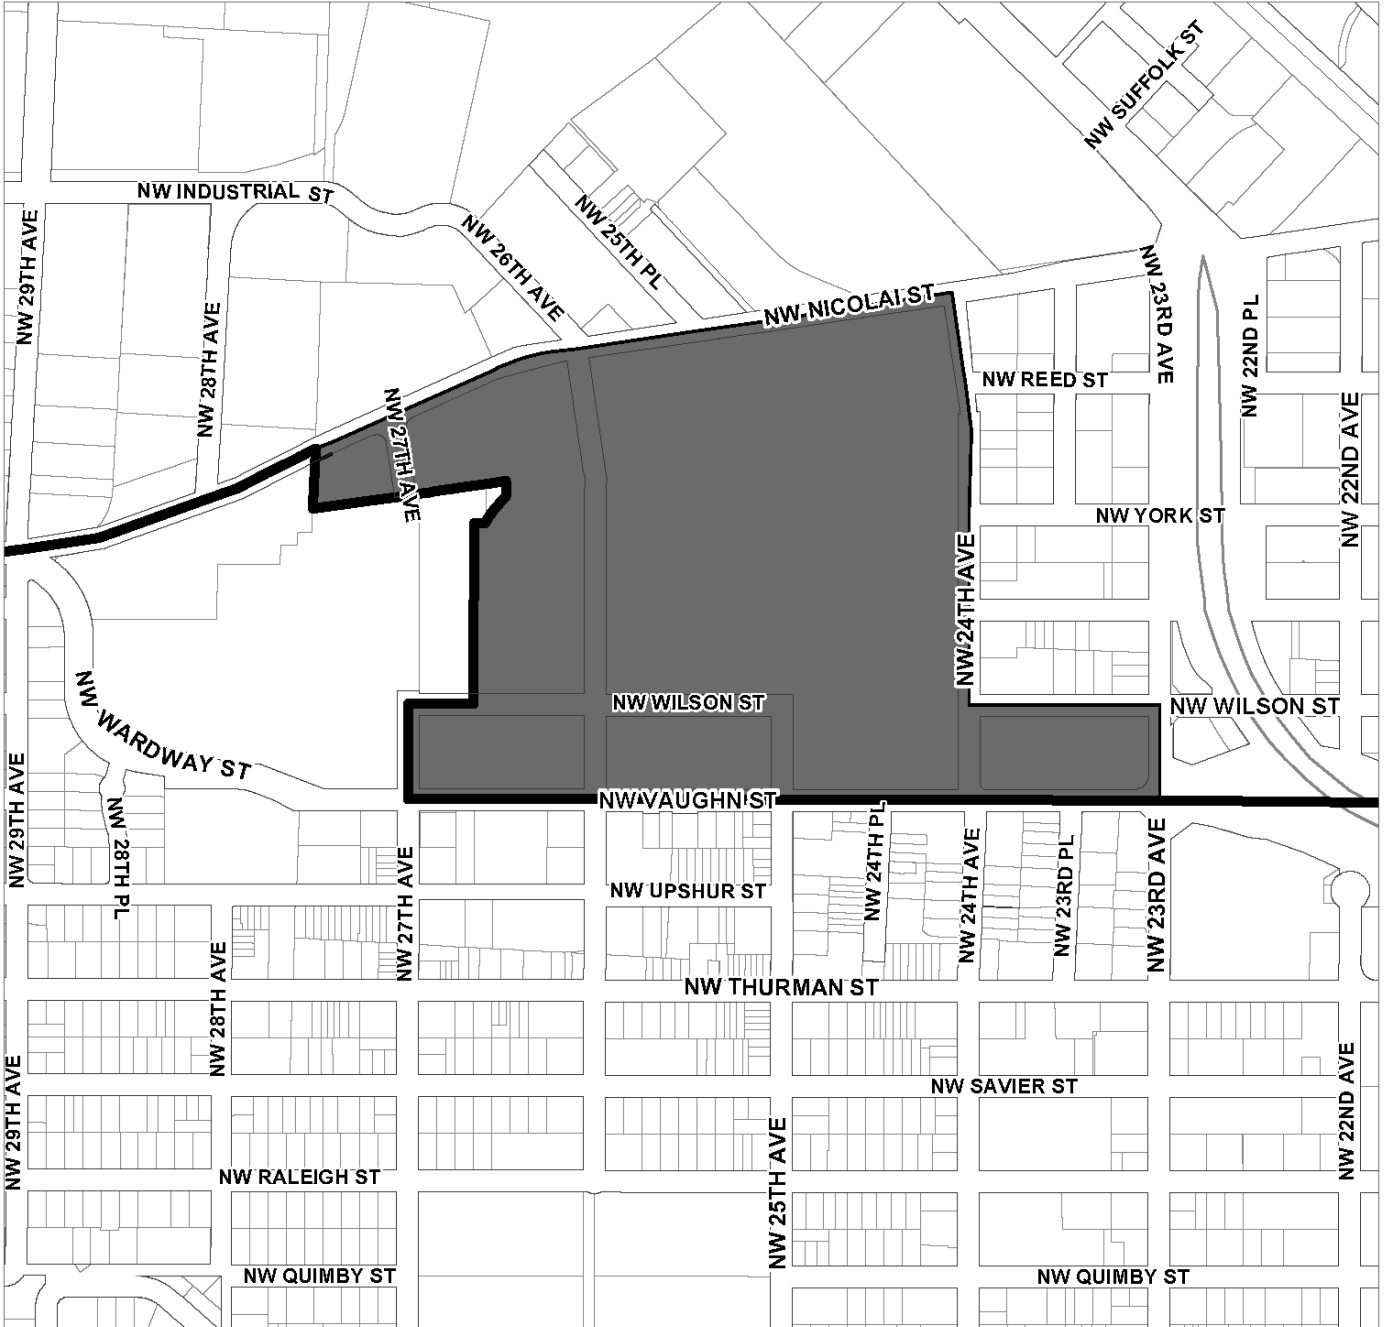 NW SUFFOLK ST
NW INDUSTRIAL ST
NW 29TH AVE
NW 26TH AVE
NW 25TH PL
NW 28TH AVE
NW NICOLAI ST
NW 23RD AVE
NW 22ND PL
NW REED ST
NW 27TH AVE
NW 22ND AVE
NW YORK ST
NW 24TH AVE
NW WILSON ST
NW WILSON ST
NW WARDWAY ST
NW 29TH AVE
NW VAUGHN ST
NW 28TH PL
NW 24TH PL
NW 24TH AVE
NW 23RD PL
NW 23RD AVE
NW 27TH AVE
NW UPSHUR ST
NW 28TH AVE
NW THURMAN ST
NW SAVIER ST
NW 29TH AVE
NW 22ND AVE
NW 25TH AVE
NW RALEIGH ST
NW QUIMBY ST
NW QUIMBY ST